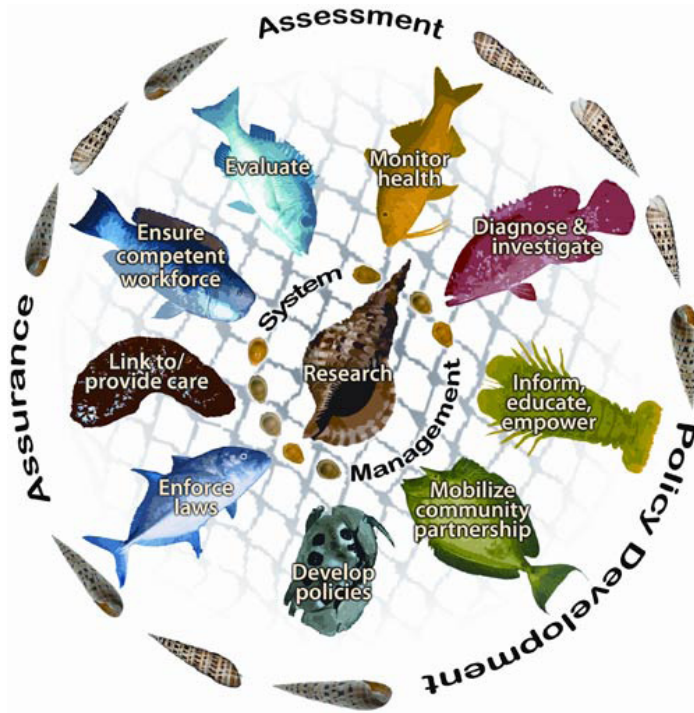 Assessment
Evaluate
Monitor
health
Diagnose &
investigate
Ensure
competent
workforce
System
Assurance
Link to/
provide care
Research
Management
Inform,
educate,
empower
Policy Development
Enforce
laws
Mobilize
community
partnership
Develop
policies